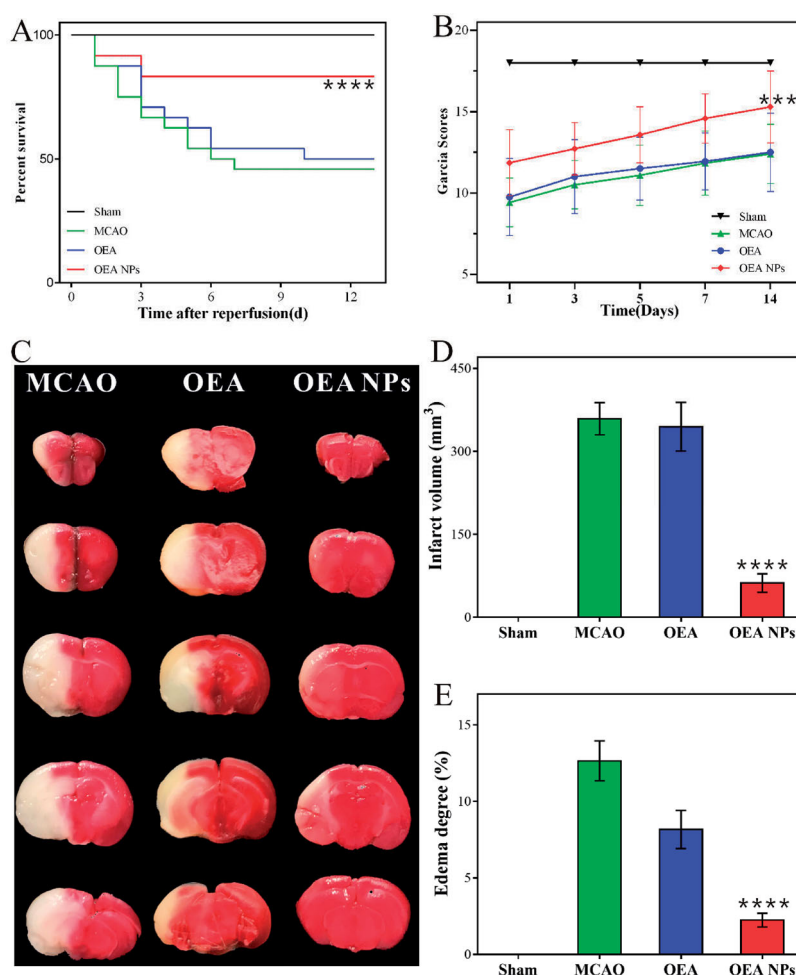 A
100
50
0
Percent survival
****
Sham
MCAO
OEA
OEA NPs
0
3
6
9
12
Time after reperfusion(d)
B
20
15
10
5
Garcia Scores
***
Sham
MCAO
OEA
OEA NPs
1
3
5
7
14
Time(Days)
C
MCAO
OEA
OEA NPs
D
450
300
150
0
Infarct volume (mm³)
****
Sham
MCAO
OEA
OEA NPs
E
15
10
5
0
Edema degree (%)
****
Sham
MCAO
OEA
OEA NPs